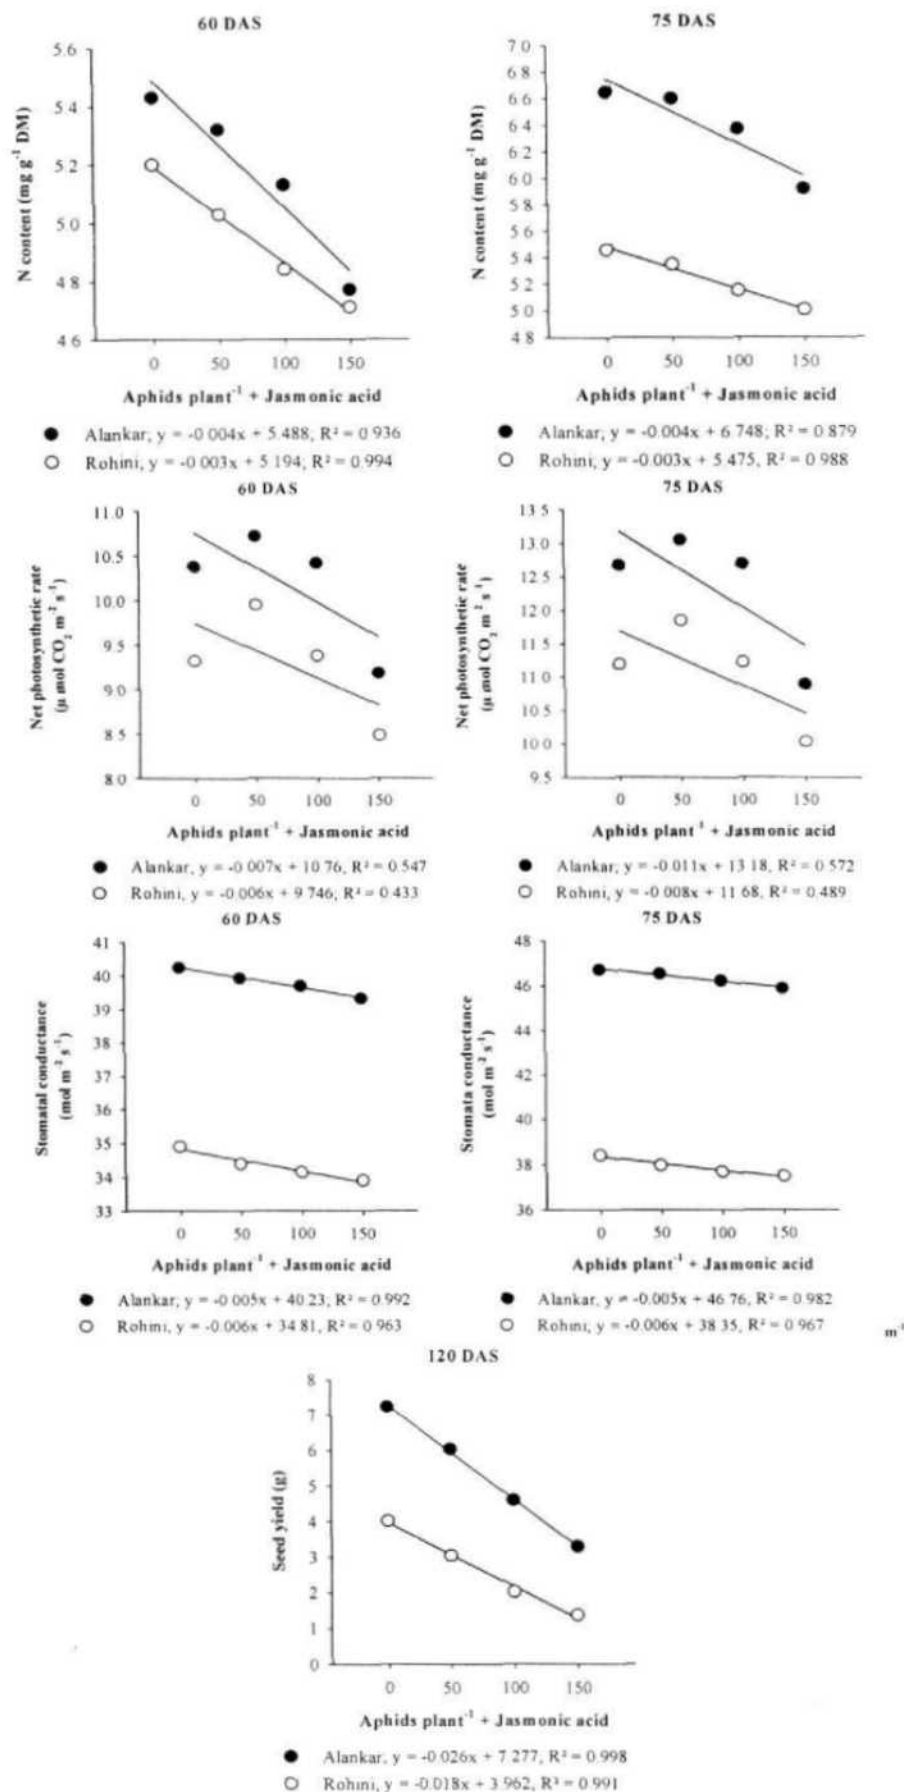 60 DAS
N content (mg g⁻¹ DM)
5 6
5 4
5 2
5 0
4 8
4 6
0 50 100 150
Aphids plant⁻¹ + Jasmonic acid
● Alankar, y = -0 004x + 5 488, R² = 0 936
○ Rohini, y = -0 003x + 5 194; R² = 0 994
75 DAS
N content (mg g⁻¹ DM)
7 0
6 8
6 6
6 4
6 2
6 0
5 8
5 6
5 4
5 2
5 0
4 8
0 50 100 150
Aphids plant⁻¹ + Jasmonic acid
● Alankar; y = -0.004x + 6 748; R² = 0 879
○ Rohini; y = -0 003x + 5 475, R² = 0 988
60 DAS
Net photosynthetic rate
(µ mol CO₂ m⁻² s⁻¹)
11.0
10.5
10.0
9.5
9.0
8 5
8 0
0 50 100 150
Aphids plant⁻¹ + Jasmonic acid
● Alankar, y = -0 007x + 10 76, R² = 0.547
○ Rohini, y = -0.006x + 9 746; R² = 0.433
75 DAS
Net photosynthetic rate
(µ mol CO₂ m⁻² s⁻¹)
13 5
13.0
12.5
12.0
11.5
11.0
10.5
10 0
9.5
0 50 100 150
Aphids plant⁻¹ + Jasmonic acid
● Alankar, y = -0.011x + 13 18, R² = 0.572
○ Rohini, y = -0.008x + 11 68, R² = 0.489
60 DAS
Stomatal conductance
(mol m⁻² s⁻¹)
41
40
39
38
37
36
35
34
33
0 50 100 150
Aphids plant⁻¹ + Jasmonic acid
● Alankar; y = -0 005x + 40 23; R² = 0.992
○ Rohini, y = -0.006x + 34 81, R² = 0.963
75 DAS
Stomata conductance
(mol m⁻² s⁻¹)
48
46
44
42
40
38
36
0 50 100 150
Aphids plant⁻¹ + Jasmonic acid
● Alankar, y = -0.005x + 46 76, R² = 0.982
○ Rohini, y = -0.006x + 38 35, R² = 0.967
120 DAS
Seed yield (g)
8
7
6
5
4
3
2
1
0
0 50 100 150
Aphids plant⁻¹ + Jasmonic acid
● Alankar, y = -0.026x + 7 277, R² = 0.998
○ Rohini, y = -0.018x + 3 962, R² = 0.991